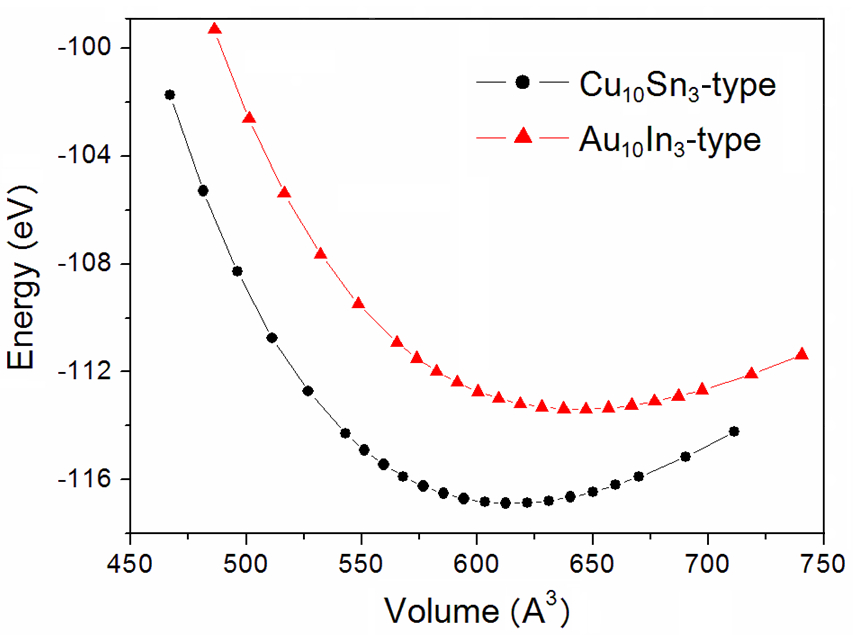 -100
-104
-108
-112
-116
Energy (eV)
Cu₁₀Sn₃-type
Au₁₀In₃-type
450 500 550 600 650 700 750
Volume (A³)